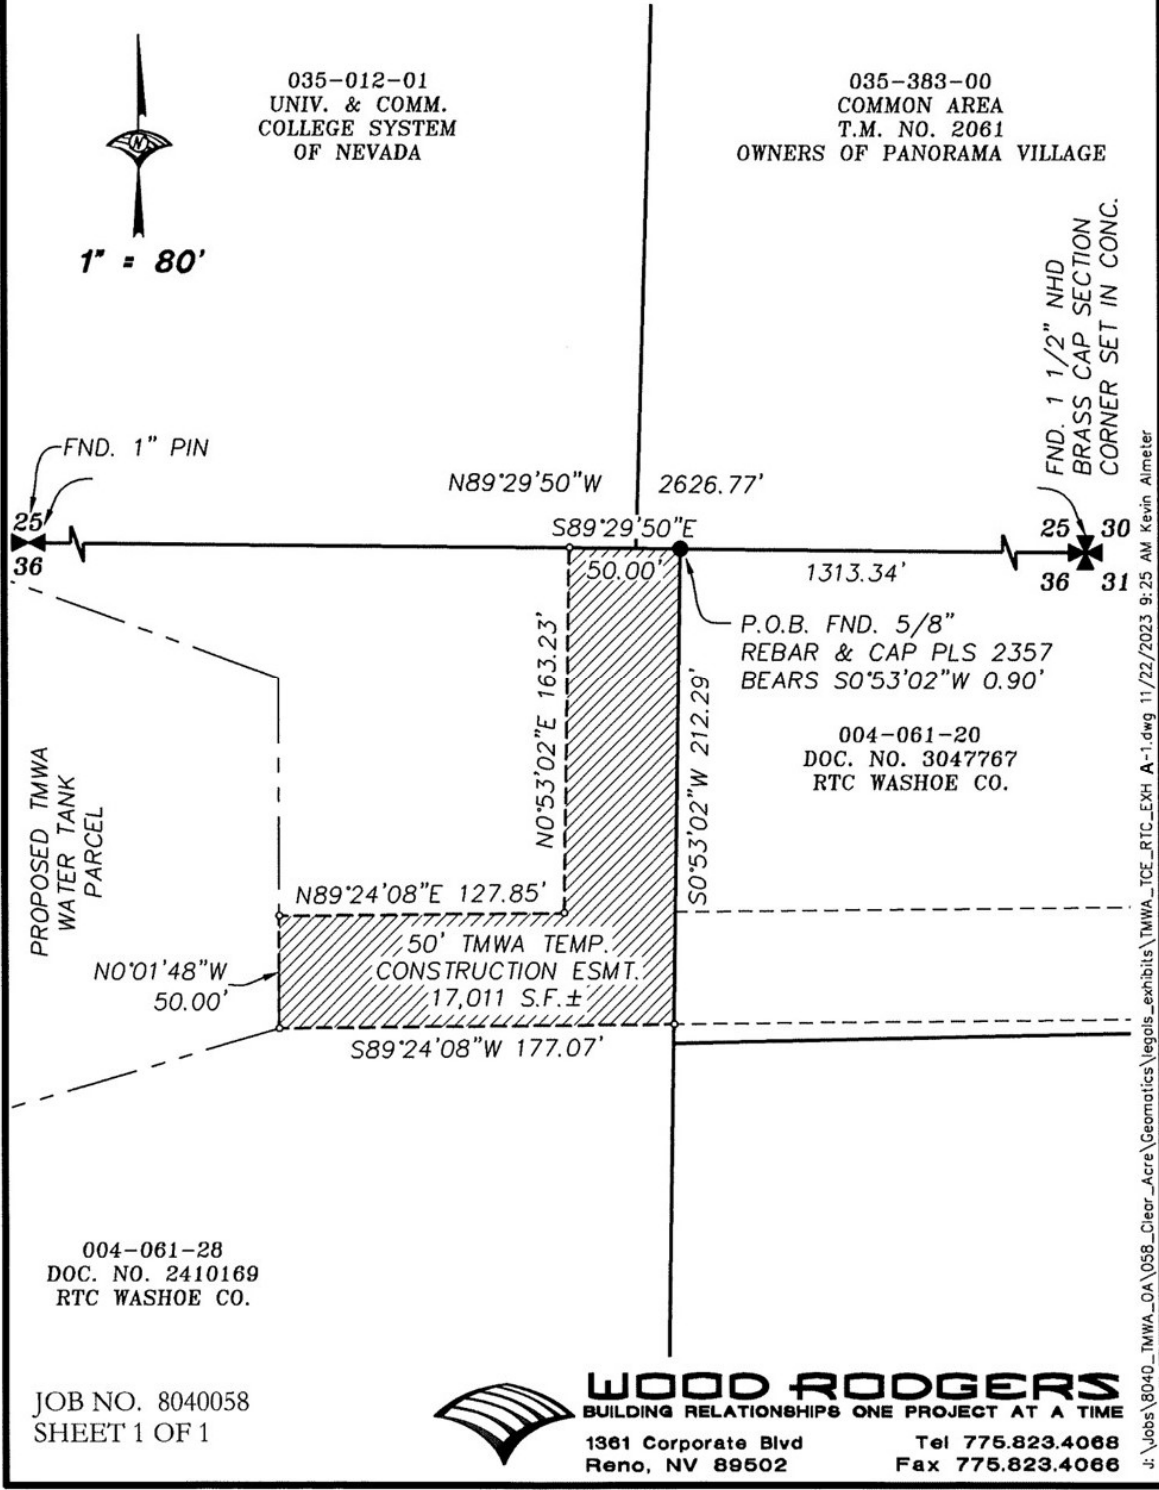 035-012-01
UNIV. & COMM.
COLLEGE SYSTEM
OF NEVADA
035-383-00
COMMON AREA
T.M. NO. 2061
OWNERS OF PANORAMA VILLAGE
N
1" = 80'
FND. 1 1/2" NHD
BRASS CAP SECTION
CORNER SET IN CONC.
FND. 1" PIN
N89°29'50"W 2626.77'
25
36
S89°29'50"E
50.00'
1313.34'
25 30
36 31
P.O.B. FND. 5/8"
REBAR & CAP PLS 2357
BEARS S0°53'02"W 0.90'
N0°53'02"E 163.23'
S0°53'02"W 212.29'
004-061-20
DOC. NO. 3047767
RTC WASHOE CO.
PROPOSED TMWA
WATER TANK
PARCEL
N89°24'08"E 127.85'
50' TMWA TEMP.
CONSTRUCTION ESMT.
17,011 S.F.±
N0°01'48"W
50.00'
S89°24'08"W 177.07'
004-061-28
DOC. NO. 2410169
RTC WASHOE CO.
JOB NO. 8040058
SHEET 1 OF 1
WOOD RODGERS
BUILDING RELATIONSHIPS ONE PROJECT AT A TIME
1361 Corporate Blvd Tel 775.823.4068
Reno, NV 89502 Fax 775.823.4066
J:\Jobs\8040_TMWA_OA\058_Clear_Acre\Geomatics\legals_exhibits\TMWA_TCE_RTC_EXH A-1.dwg 11/22/2023 9:25 AM Kevin Almeter